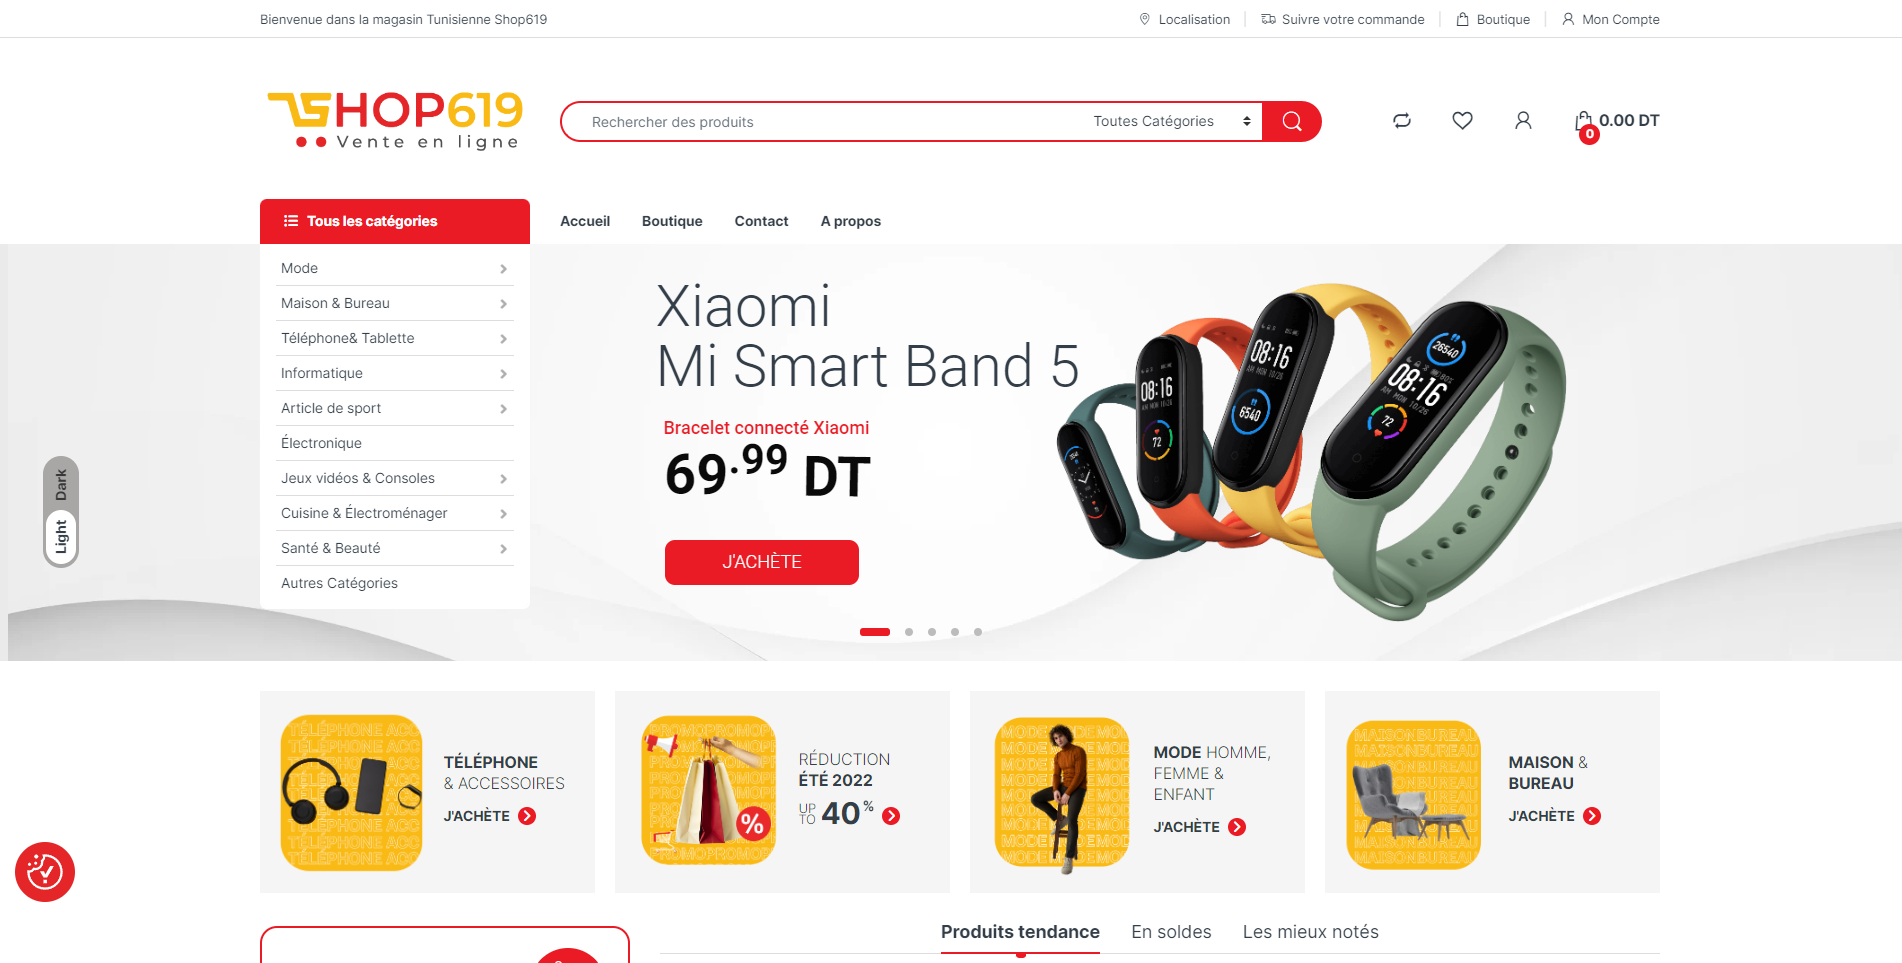 Bienvenue dans la magasin Tunisienne Shop619
Localisation
Suivre votre commande
Boutique
Mon Compte
SHOP619
Vente en ligne
Rechercher des produits
Toutes Catégories
0.00 DT
0
Tous les catégories
Accueil
Boutique
Contact
A propos
Mode
Maison & Bureau
Téléphone& Tablette
Informatique
Article de sport
Électronique
Jeux vidéos & Consoles
Cuisine & Électroménager
Santé & Beauté
Autres Catégories
Dark
Light
Xiaomi
Mi Smart Band 5
Bracelet connecté Xiaomi
69.99 DT
J'ACHÈTE
08:16
72
08:16
6540
26540
08:16
72
TÉLÉPHONE
& ACCESSOIRES
J'ACHÈTE
RÉDUCTION
ÉTÉ 2022
UP TO 40%
%
MODE HOMME,
FEMME &
ENFANT
J'ACHÈTE
MAISON &
BUREAU
J'ACHÈTE
Produits tendance
En soldes
Les mieux notés